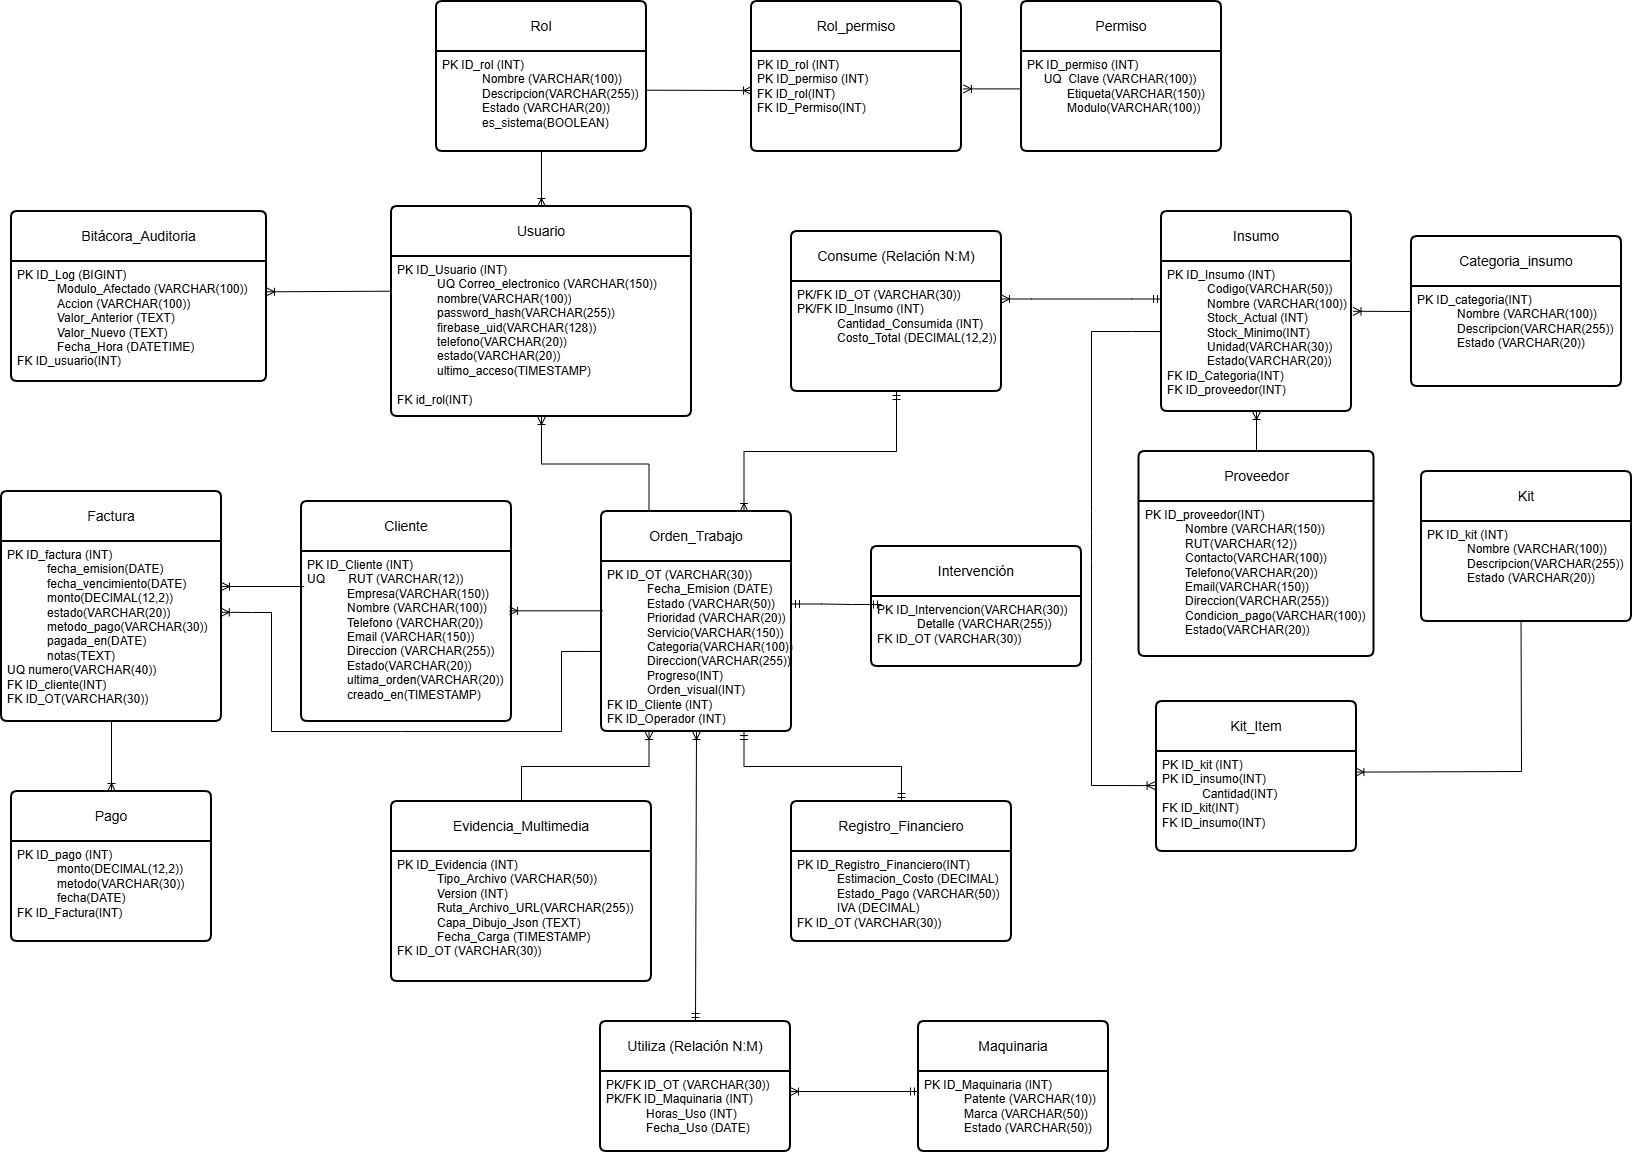 Rol
PK ID_rol (INT)
Nombre (VARCHAR(100))
Descripcion(VARCHAR(255))
Estado (VARCHAR(20))
es_sistema(BOOLEAN)
Rol_permiso
PK ID_rol (INT)
PK ID_permiso (INT)
FK ID_rol(INT)
FK ID_Permiso(INT)
Permiso
PK ID_permiso (INT)
UQ Clave (VARCHAR(100))
Etiqueta(VARCHAR(150))
Modulo(VARCHAR(100))
Bitácora_Auditoria
PK ID_Log (BIGINT)
Modulo_Afectado (VARCHAR(100))
Accion (VARCHAR(100))
Valor_Anterior (TEXT)
Valor_Nuevo (TEXT)
Fecha_Hora (DATETIME)
FK ID_usuario(INT)
Usuario
PK ID_Usuario (INT)
UQ Correo_electronico (VARCHAR(150))
nombre(VARCHAR(100))
password_hash(VARCHAR(255))
firebase_uid(VARCHAR(128))
telefono(VARCHAR(20))
estado(VARCHAR(20))
ultimo_acceso(TIMESTAMP)
FK id_rol(INT)
Consume (Relación N:M)
PK/FK ID_OT (VARCHAR(30))
PK/FK ID_Insumo (INT)
Cantidad_Consumida (INT)
Costo_Total (DECIMAL(12,2))
Insumo
PK ID_Insumo (INT)
Codigo(VARCHAR(50))
Nombre (VARCHAR(100))
Stock_Actual (INT)
Stock_Minimo(INT)
Unidad(VARCHAR(30))
Estado(VARCHAR(20))
FK ID_Categoria(INT)
FK ID_proveedor(INT)
Categoria_insumo
PK ID_categoria(INT)
Nombre (VARCHAR(100))
Descripcion(VARCHAR(255))
Estado (VARCHAR(20))
Factura
PK ID_factura (INT)
fecha_emision(DATE)
fecha_vencimiento(DATE)
monto(DECIMAL(12,2))
estado(VARCHAR(20))
metodo_pago(VARCHAR(30))
pagada_en(DATE)
notas(TEXT)
UQ numero(VARCHAR(40))
FK ID_cliente(INT)
FK ID_OT(VARCHAR(30))
Cliente
PK ID_Cliente (INT)
UQ RUT (VARCHAR(12))
Empresa(VARCHAR(150))
Nombre (VARCHAR(100))
Telefono (VARCHAR(20))
Email (VARCHAR(150))
Direccion (VARCHAR(255))
Estado(VARCHAR(20))
ultima_orden(VARCHAR(20))
creado_en(TIMESTAMP)
Orden_Trabajo
PK ID_OT (VARCHAR(30))
Fecha_Emision (DATE)
Estado (VARCHAR(50))
Prioridad (VARCHAR(20))
Servicio(VARCHAR(150))
Categoria(VARCHAR(100))
Direccion(VARCHAR(255))
Progreso(INT)
Orden_visual(INT)
FK ID_Cliente (INT)
FK ID_Operador (INT)
Intervención
PK ID_Intervencion(VARCHAR(30))
Detalle (VARCHAR(255))
FK ID_OT (VARCHAR(30))
Proveedor
PK ID_proveedor(INT)
Nombre (VARCHAR(150))
RUT(VARCHAR(12))
Contacto(VARCHAR(100))
Telefono(VARCHAR(20))
Email(VARCHAR(150))
Direccion(VARCHAR(255))
Condicion_pago(VARCHAR(100))
Estado(VARCHAR(20))
Kit
PK ID_kit (INT)
Nombre (VARCHAR(100))
Descripcion(VARCHAR(255))
Estado (VARCHAR(20))
Kit_Item
PK ID_kit (INT)
PK ID_insumo(INT)
Cantidad(INT)
FK ID_kit(INT)
FK ID_insumo(INT)
Pago
PK ID_pago (INT)
monto(DECIMAL(12,2))
metodo(VARCHAR(30))
fecha(DATE)
FK ID_Factura(INT)
Evidencia_Multimedia
PK ID_Evidencia (INT)
Tipo_Archivo (VARCHAR(50))
Version (INT)
Ruta_Archivo_URL(VARCHAR(255))
Capa_Dibujo_Json (TEXT)
Fecha_Carga (TIMESTAMP)
FK ID_OT (VARCHAR(30))
Registro_Financiero
PK ID_Registro_Financiero(INT)
Estimacion_Costo (DECIMAL)
Estado_Pago (VARCHAR(50))
IVA (DECIMAL)
FK ID_OT (VARCHAR(30))
Utiliza (Relación N:M)
PK/FK ID_OT (VARCHAR(30))
PK/FK ID_Maquinaria (INT)
Horas_Uso (INT)
Fecha_Uso (DATE)
Maquinaria
PK ID_Maquinaria (INT)
Patente (VARCHAR(10))
Marca (VARCHAR(50))
Estado (VARCHAR(50))